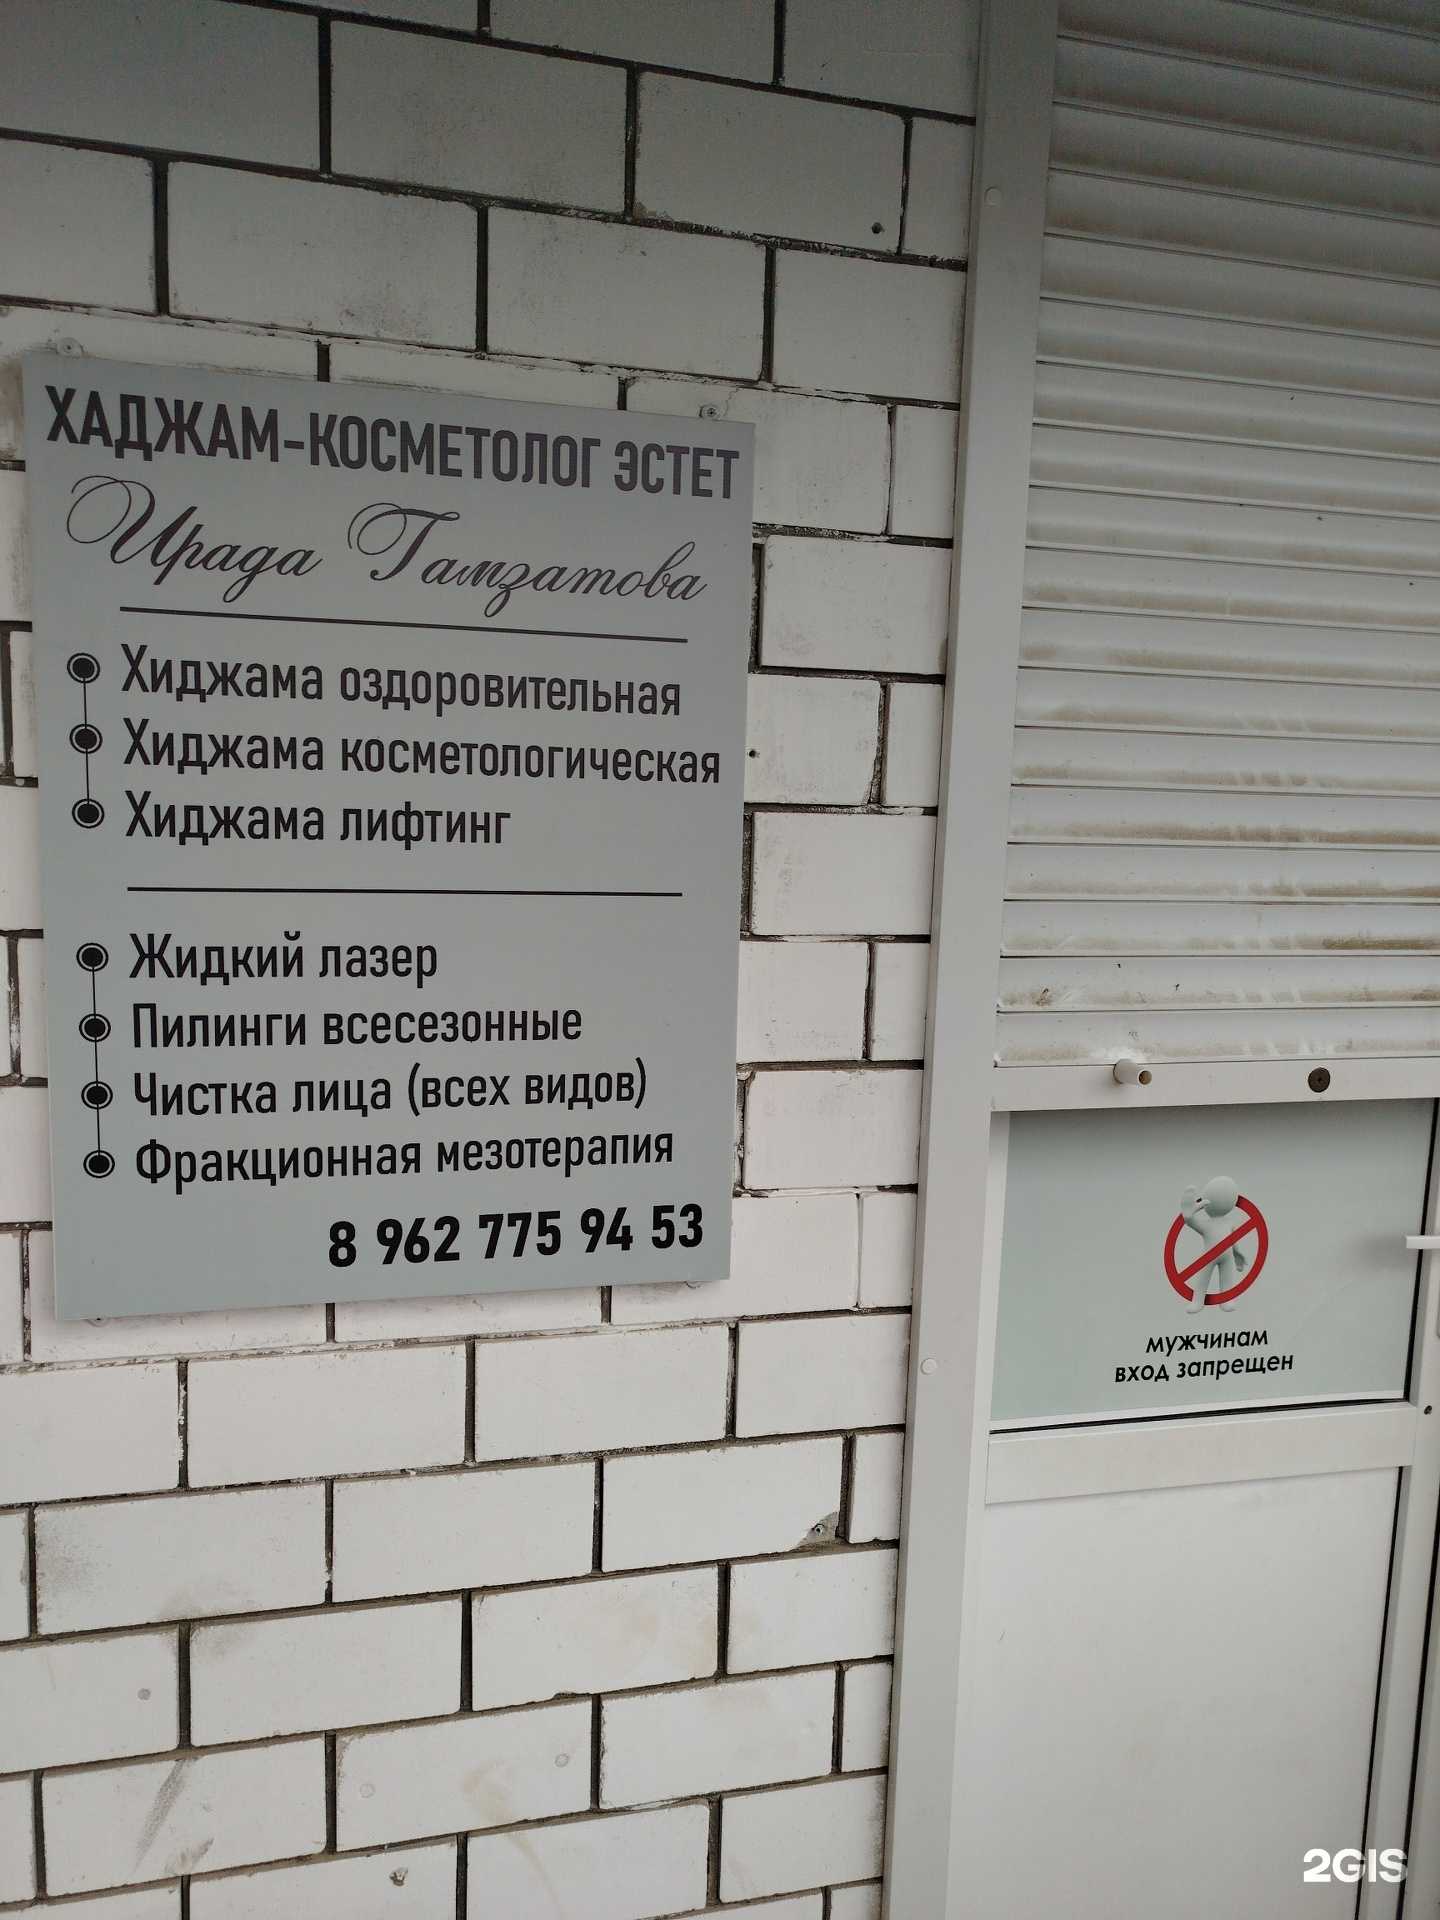 ХАДЖАМ-КОСМЕТОЛОГ ЭСТЕТ
Ирада Гамзатова
Хиджама оздоровительная
Хиджама косметологическая
Хиджама лифтинг
Жидкий лазер
Пилинги всесезонные
Чистка лица (всех видов)
Фракционная мезотерапия
8 962 775 94 53
мужчинам
вход запрещен
2GIS